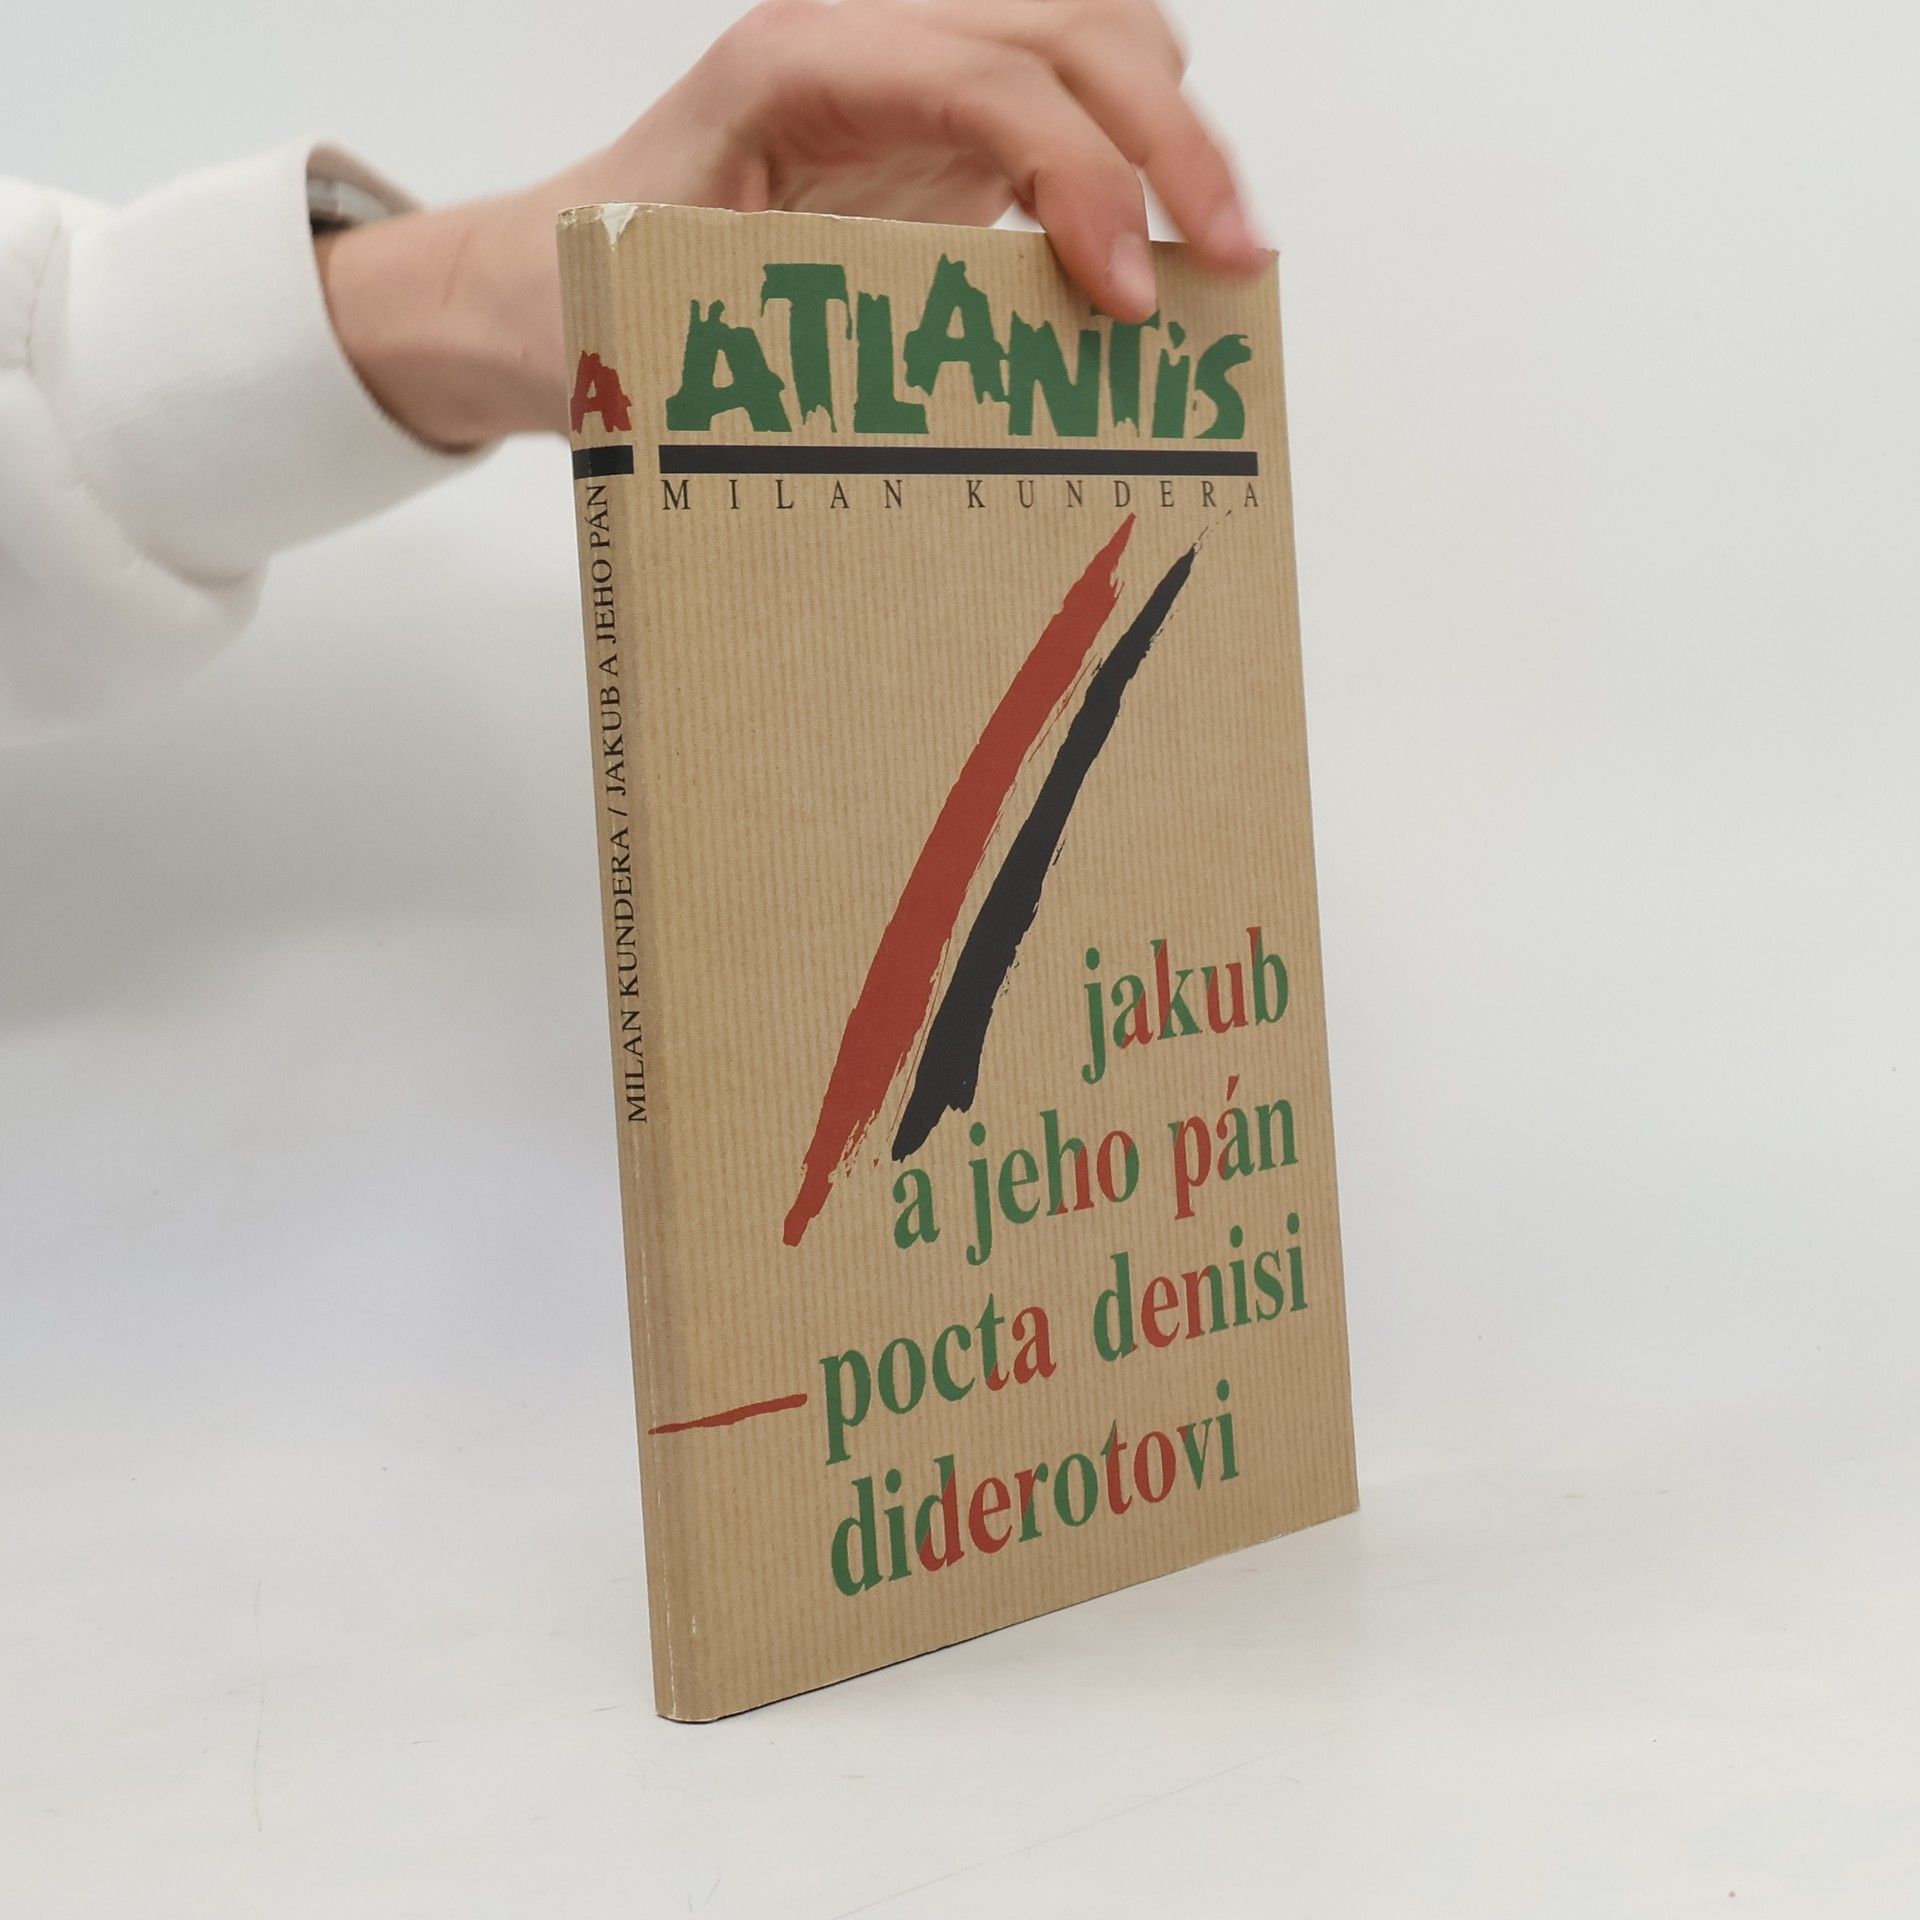 A
MILAN KUNDERA / JAKUB A JEHO PÁN
ATLANTiS
MILAN KUNDERA
jakub
a jeho pán
pocta denisi
diderotovi